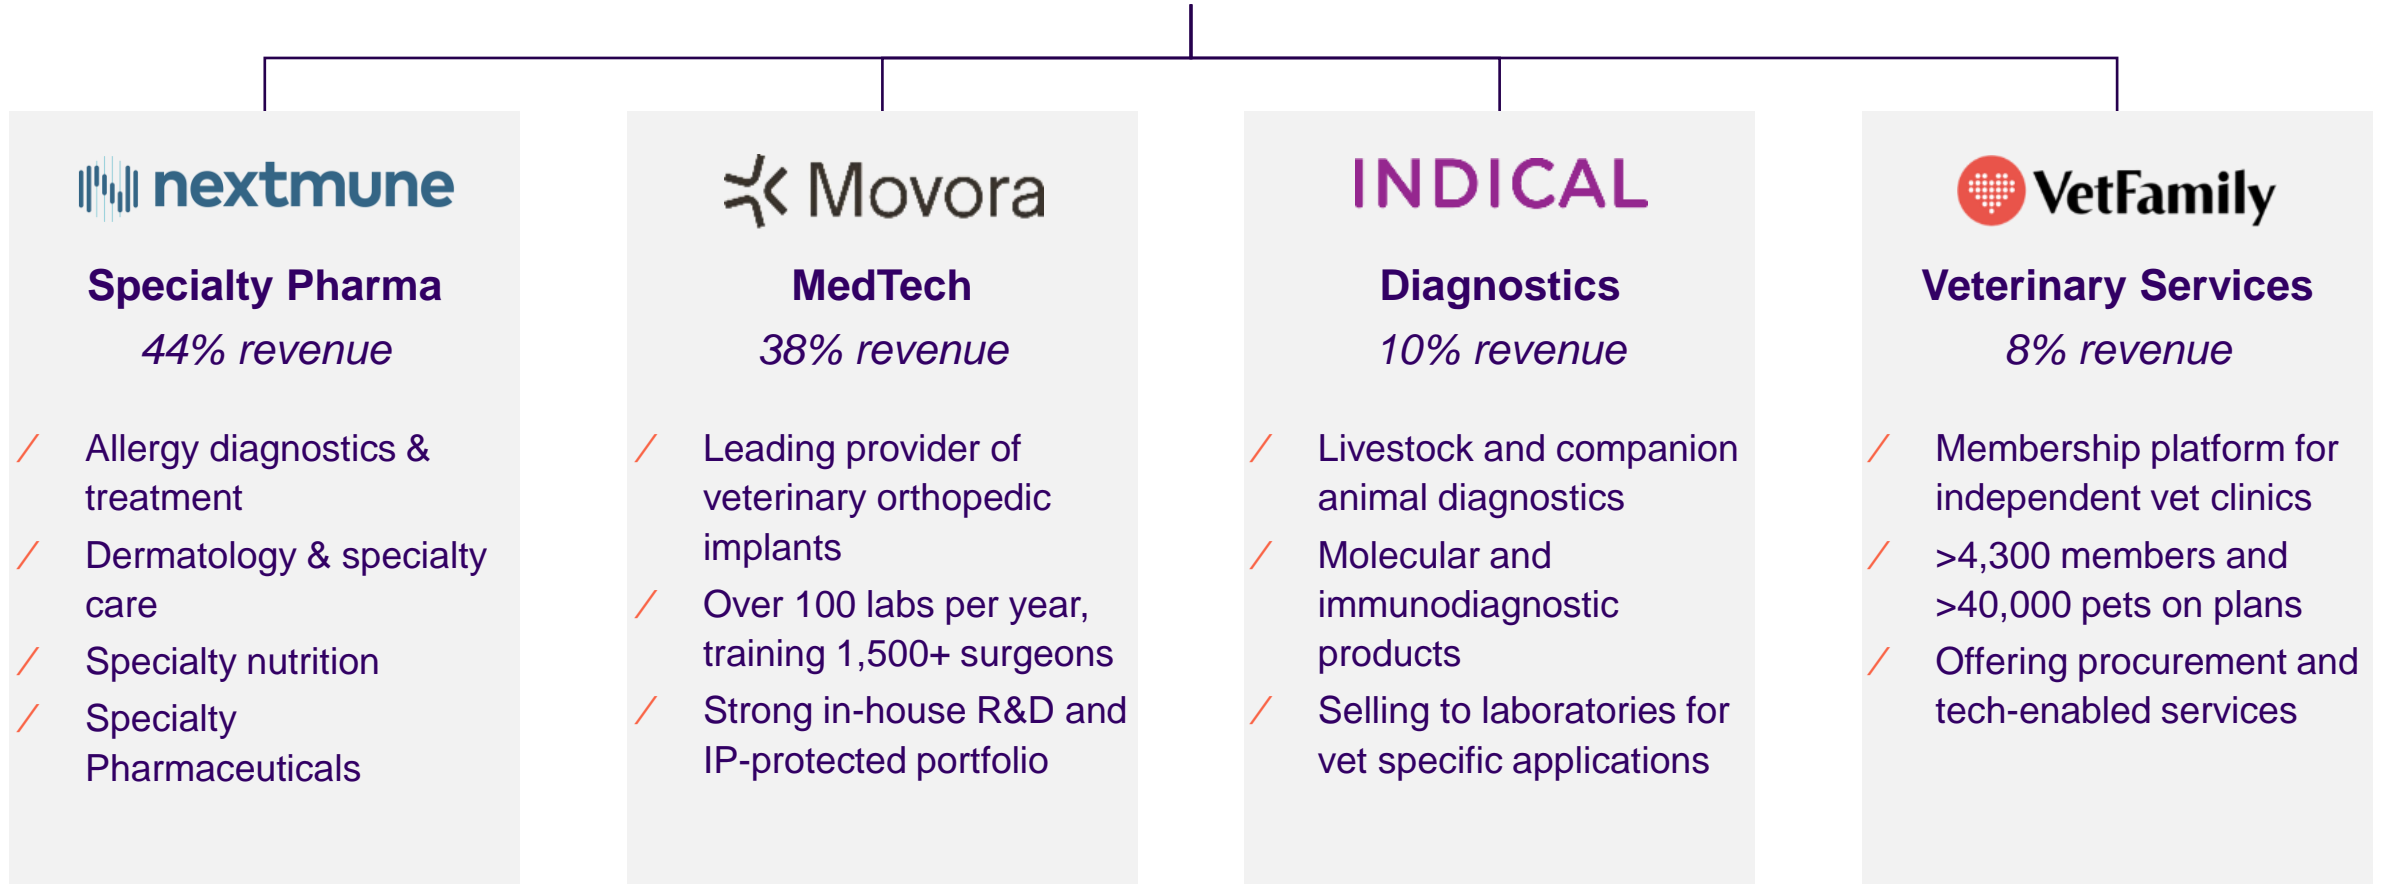 nextmune
Specialty Pharma
44% revenue
/ Allergy diagnostics &
treatment
/ Dermatology & specialty
care
/ Specialty nutrition
/ Specialty
Pharmaceuticals
Movora
MedTech
38% revenue
/ Leading provider of
veterinary orthopedic
implants
/ Over 100 labs per year,
training 1,500+ surgeons
/ Strong in-house R&D and
IP-protected portfolio
INDICAL
Diagnostics
10% revenue
/ Livestock and companion
animal diagnostics
/ Molecular and
immunodiagnostic
products
/ Selling to laboratories for
vet specific applications
VetFamily
Veterinary Services
8% revenue
/ Membership platform for
independent vet clinics
/ >4,300 members and
>40,000 pets on plans
/ Offering procurement and
tech-enabled services